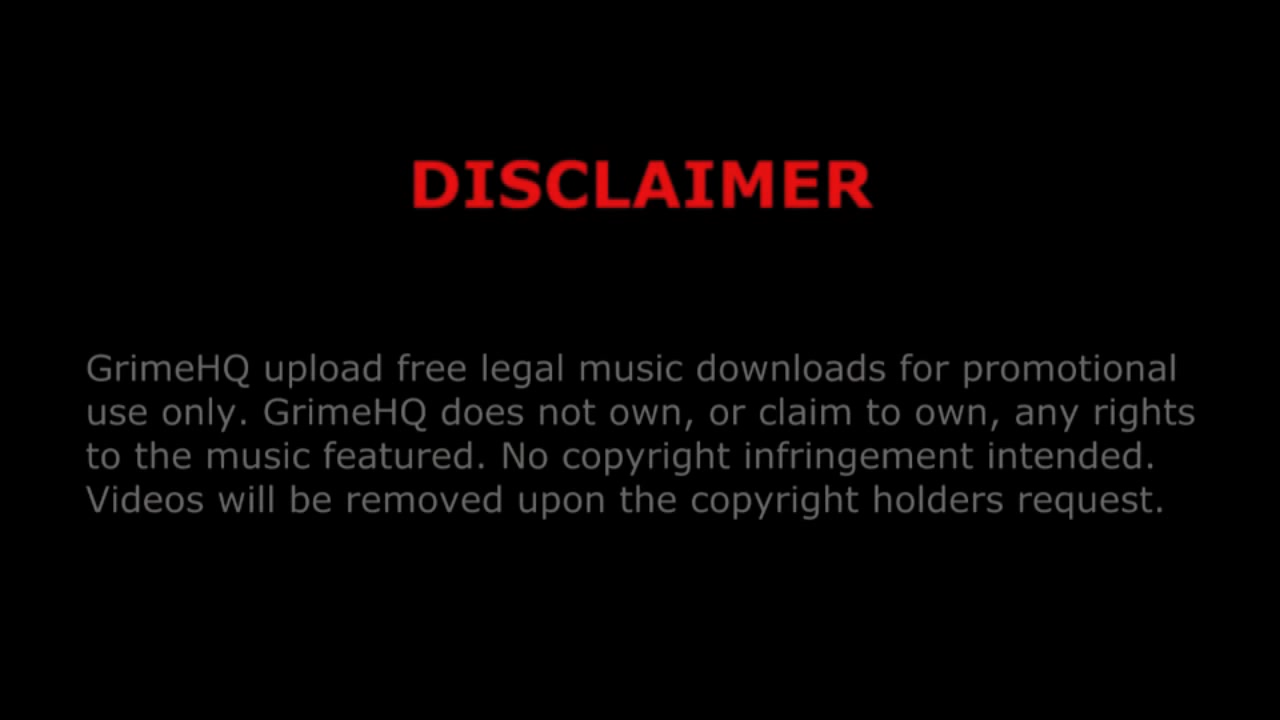 DISCLAIMER
GrimeHQ upload free legal music downloads for promotional
use only. GrimeHQ does not own, or claim to own, any rights
to the music featured. No copyright infringement intended.
Videos will be removed upon the copyright holders request.